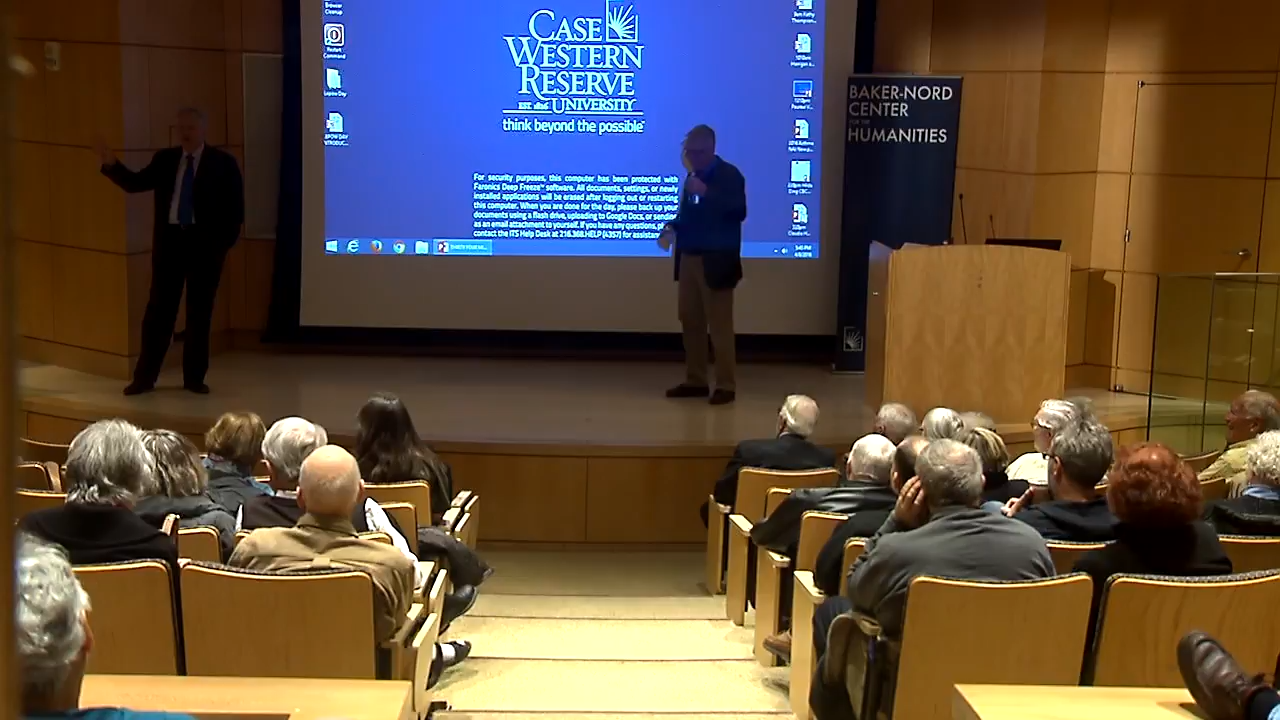 Browser
Cleanup
Restart
Command
CASE
WESTERN
RESERVE
EST. 1826 UNIVERSITY
think beyond the possible
For security purposes, this computer has been protected with
Faronics Deep Freeze™ software. All documents, settings, or newly
installed applications will be erased after logging out or restarting
this computer. When you are done for the day, please back up your
documents using a flash drive, uploading to Google Docs, or sending
as an email attachment to yourself. If you have any questions,
contact the ITS Help Desk at 216.368.HELP (4357) for
BAKER-NORD
CENTER
FOR THE
HUMANITIES